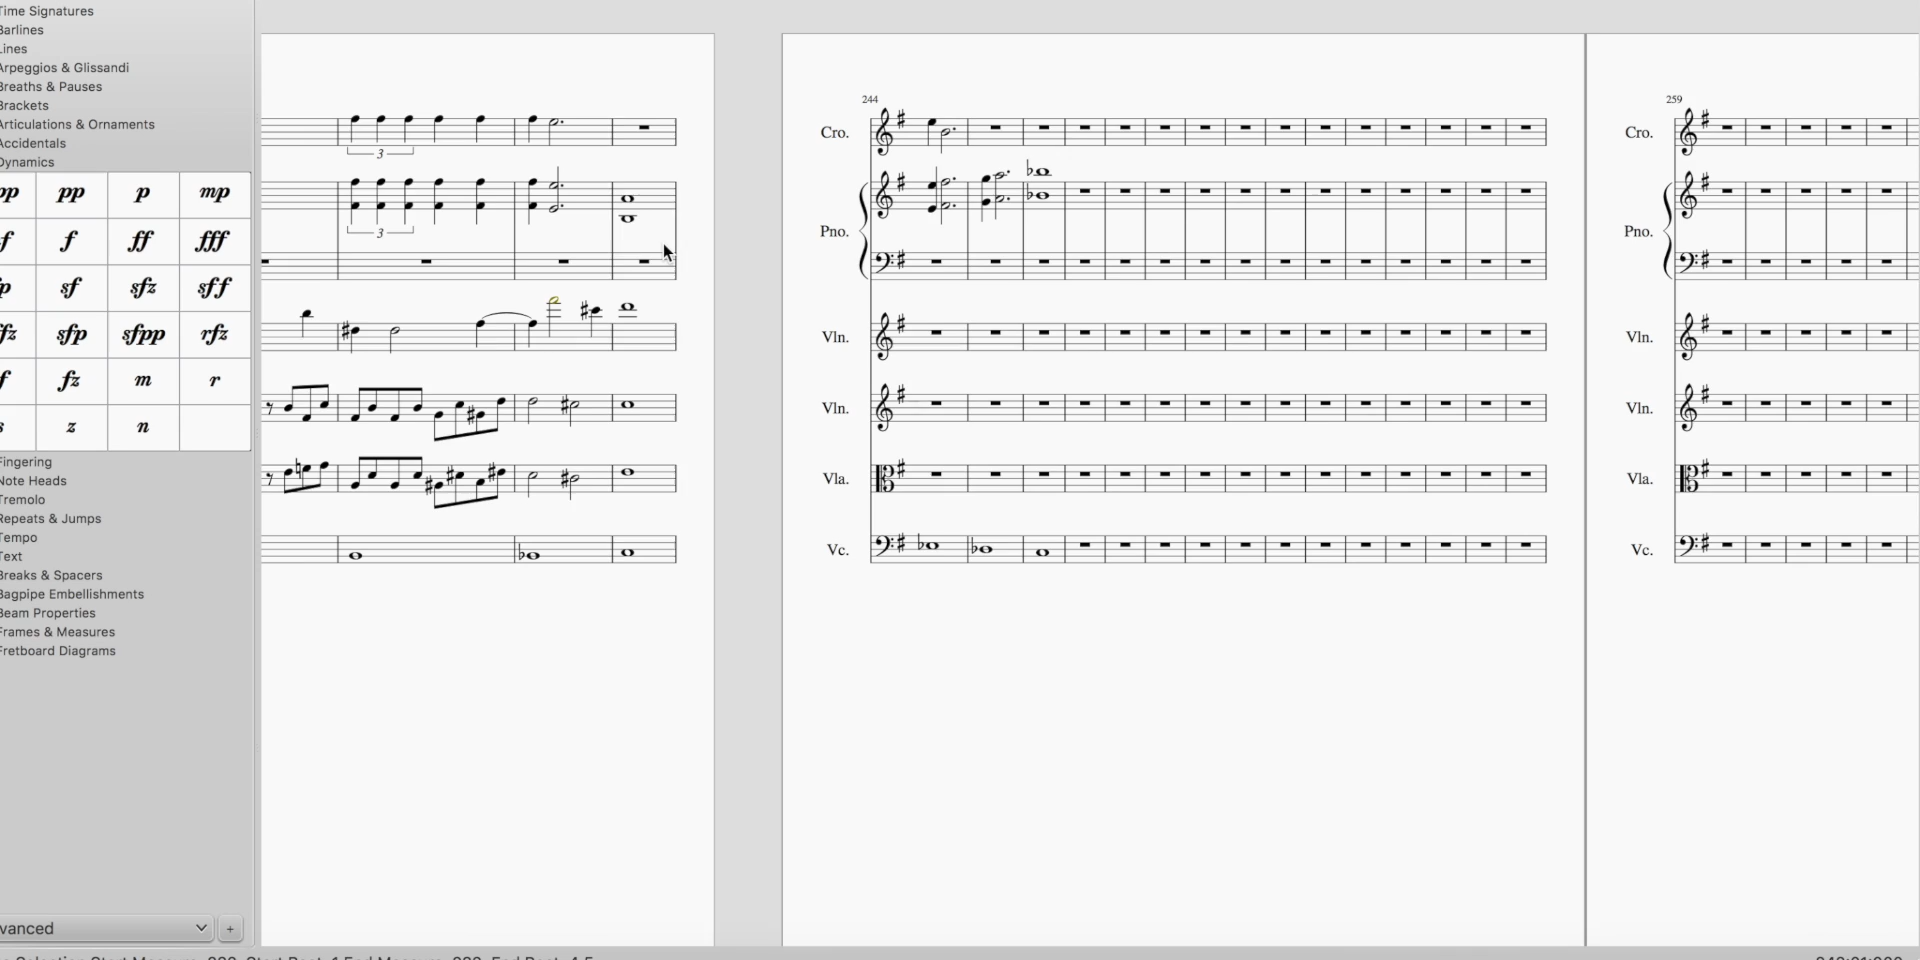 Time Signatures
Barlines
Lines
Arpeggios & Glissandi
Breaths & Pauses
Brackets
Articulations & Ornaments
Accidentals
Dynamics
pp pp p mp
f f ff fff
p sf sfz sff
ffz sfp sfpp rfz
f fz m r
s z n
Fingering
Note Heads
Tremolo
Repeats & Jumps
Tempo
Text
Breaks & Spacers
Bagpipe Embellishments
Beam Properties
Frames & Measures
Fretboard Diagrams
vanced
+
3
3
244
Cro.
Pno.
Vln.
Vln.
Vla.
Vc.
259
Cro.
Pno.
Vln.
Vln.
Vla.
Vc.